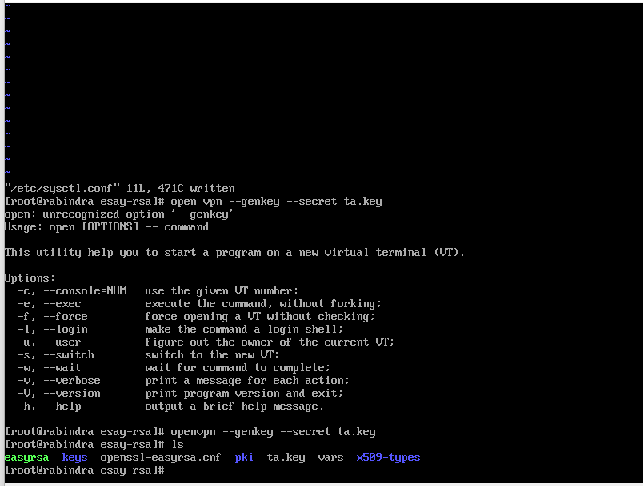 ~
~
~
~
~
~
~
~
~
~
~
~
~
~
"/etc/sysctl.conf" 11L, 471C written
[root@rabindra esay-rsa]# open vpn --genkey --secret ta.key
open: unrecognized option '--genkey'
Usage: open [OPTIONS] -- command

This utility help you to start a program on a new virtual terminal (VT).

Options:
-c, --console=NUM use the given VT number;
-e, --exec execute the command, without forking;
-f, --force force opening a VT without checking;
-l, --login make the command a login shell;
-u, --user figure out the owner of the current VT;
-s, --switch switch to the new VT;
-w, --wait wait for command to complete;
-v, --verbose print a message for each action;
-V, --version print program version and exit;
-h, --help output a brief help message.

[root@rabindra esay-rsa]# openvpn --genkey --secret ta.key
[root@rabindra esay-rsa]# ls
easyrsa keys openssl-easyrsa.cnf pki ta.key vars x509-types
[root@rabindra esay-rsa]#